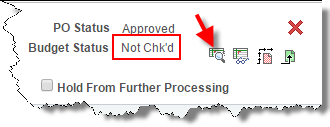 PO Status Approved
Budget Status Not Chk'd
Hold From Further Processing